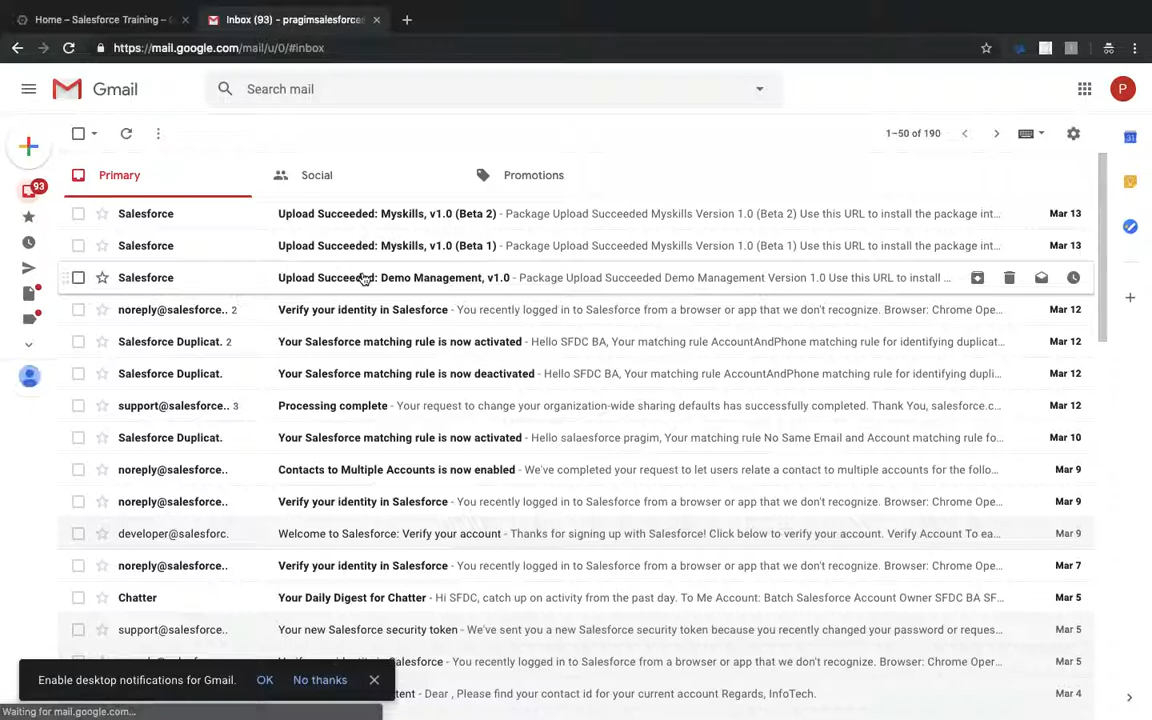 Home – Salesforce Training –
Inbox (93) - pragimsalesforce
https://mail.google.com/mail/u/0/#inbox
Gmail
Search mail
P
1–50 of 190
93
31
Primary
Social
Promotions
Salesforce Upload Succeeded: Myskills, v1.0 (Beta 2) - Package Upload Succeeded Myskills Version 1.0 (Beta 2) Use this URL to install the package int... Mar 13
Salesforce Upload Succeeded: Myskills, v1.0 (Beta 1) - Package Upload Succeeded Myskills Version 1.0 (Beta 1) Use this URL to install the package int... Mar 13
Salesforce Upload Succeeded: Demo Management, v1.0 - Package Upload Succeeded Demo Management Version 1.0 Use this URL to install ...
noreply@salesforce.. 2 Verify your identity in Salesforce - You recently logged in to Salesforce from a browser or app that we don't recognize. Browser: Chrome Ope... Mar 12
Salesforce Duplicat. 2 Your Salesforce matching rule is now activated - Hello SFDC BA, Your matching rule AccountAndPhone matching rule for identifying duplicat... Mar 12
Salesforce Duplicat. Your Salesforce matching rule is now deactivated - Hello SFDC BA, Your matching rule AccountAndPhone matching rule for identifying dupli... Mar 12
support@salesforce.. 3 Processing complete - Your request to change your organization-wide sharing defaults has successfully completed. Thank You, salesforce.c... Mar 12
Salesforce Duplicat. Your Salesforce matching rule is now activated - Hello salaesforce pragim, Your matching rule No Same Email and Account matching rule fo... Mar 10
noreply@salesforce.. Contacts to Multiple Accounts is now enabled - We've completed your request to let users relate a contact to multiple accounts for the follo... Mar 9
noreply@salesforce.. Verify your identity in Salesforce - You recently logged in to Salesforce from a browser or app that we don't recognize. Browser: Chrome Ope... Mar 9
developer@salesforc. Welcome to Salesforce: Verify your account - Thanks for signing up with Salesforce! Click below to verify your account. Verify Account To ea... Mar 9
noreply@salesforce.. Verify your identity in Salesforce - You recently logged in to Salesforce from a browser or app that we don't recognize. Browser: Chrome Ope... Mar 7
Chatter Your Daily Digest for Chatter - Hi SFDC, catch up on activity from the past day. To Me Account: Batch Salesforce Account Owner SFDC BA SF... Mar 5
support@salesforce.. Your new Salesforce security token - We've sent you a new Salesforce security token because you recently changed your password or reques... Mar 5
Salesforce - You recently logged in to Salesforce from a browser or app that we don't recognize. Browser: Chrome Oper... Mar 5
tent - Dear , Please find your contact id for your current account Regards, InfoTech. Mar 4
Enable desktop notifications for Gmail. OK No thanks
Waiting for mail.google.com...